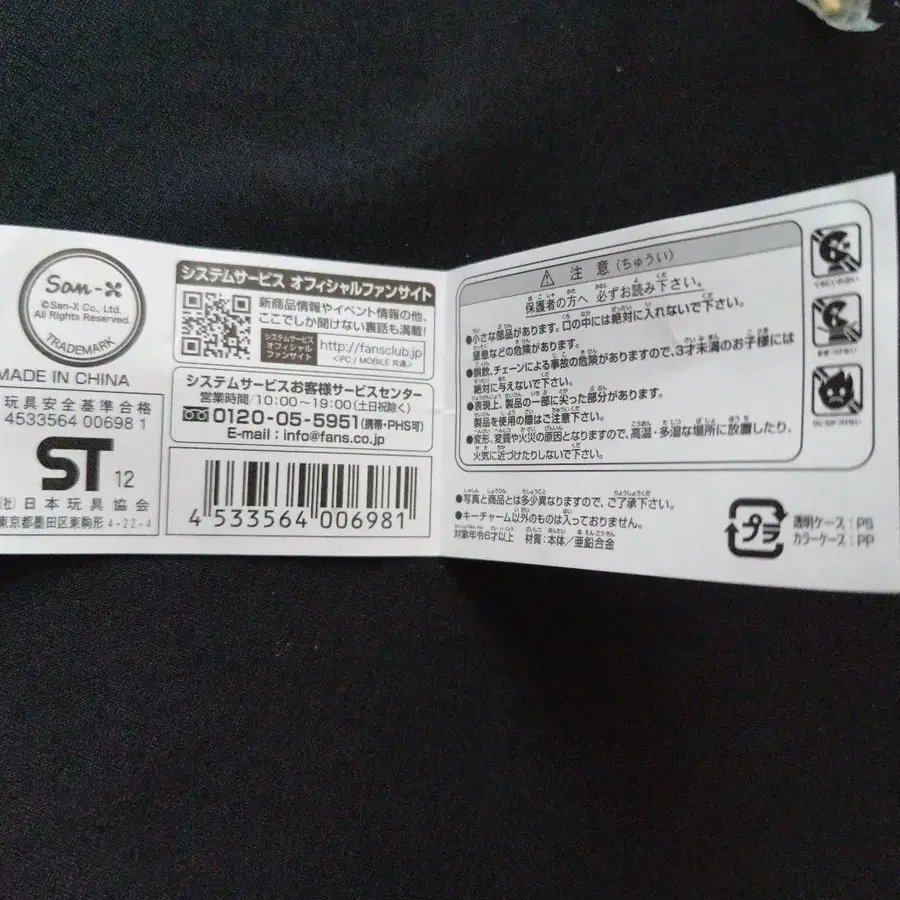 San-X
©San-X Co., Ltd.
All Rights Reserved.
TRADEMARK
MADE IN CHINA
玩具安全基準合格
4533564 00698 1
ST 12
(社)日本玩具協会
東京都墨田区東駒形4-22-4
システムサービス オフィシャルファンサイト
新商品情報やイベント情報の他、
ここでしか聞けない裏話も満載!
システムサービス
オフィシャル
ファンサイト
http://fansclub.jp
<PC / MOBILE 共通>
システムサービスお客様サービスセンター
営業時間/10:00〜19:00(土日祝除く)
0120-05-5951(携帯・PHS可)
E-mail:info@fans.co.jp
4 533564 006981
注意(ちゅうい)
保護者の方へ 必ずお読み下さい。
●小さな部品があります。口の中には絶対に入れないで下さい。
窒息などの危険があります。
●誤飲、チェーンによる事故の危険がありますので、3才未満のお子様には
絶対に与えないで下さい。
●表現上、製品の一部に尖った部分があります。
製品を使用の際はご注意下さい。
●変形、変質や火災の原因となりますので、高温・多湿な場所に放置したり、
火気に近づけたりしないで下さい。
●写真と商品とは多少異なりますので、ご了承下さい。
●キーチャーム以外のものは入っておりません。
対象年令6才以上 材質:本体/亜鉛合金
プラ
透明ケース:PS
カラーケース:PP